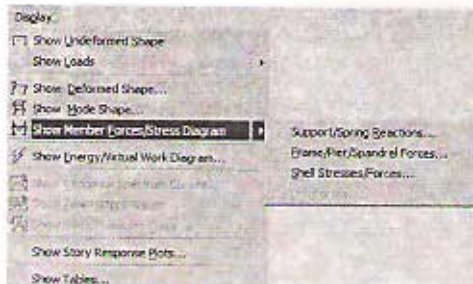 Display
Show Undeformed Shape
Show Loads
Show Deformed Shape...
Show Mode Shape...
Show Member Forces/Stress Diagram
Show Energy/Virtual Work Diagram...
Show Story Response Plots...
Show Tables...
Support/Spring Reactions...
Frame/Pier/Spandrel Forces...
Shell Stresses/Forces...